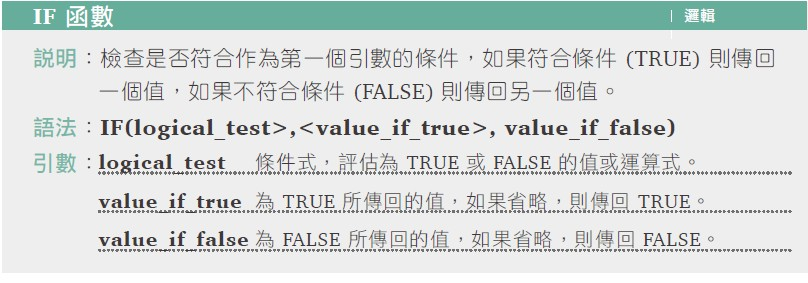 IF 函數 | 邏輯
說明：檢查是否符合作為第一個引數的條件，如果符合條件 (TRUE) 則傳回
一個值，如果不符合條件 (FALSE) 則傳回另一個值。
語法：IF(logical_test>,<value_if_true>, value_if_false)
引數：logical_test 條件式，評估為 TRUE 或 FALSE 的值或運算式。
value_if_true 為 TRUE 所傳回的值，如果省略，則傳回 TRUE。
value_if_false 為 FALSE 所傳回的值，如果省略，則傳回 FALSE。